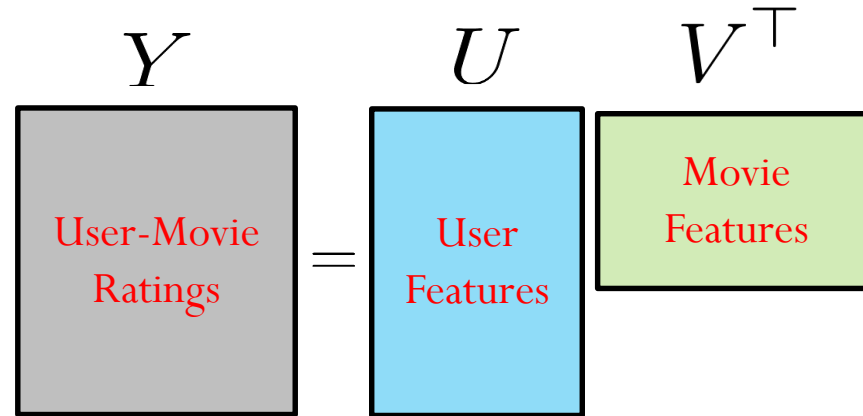 Y
U
V⊤
User-Movie
Ratings
=
User
Features
Movie
Features